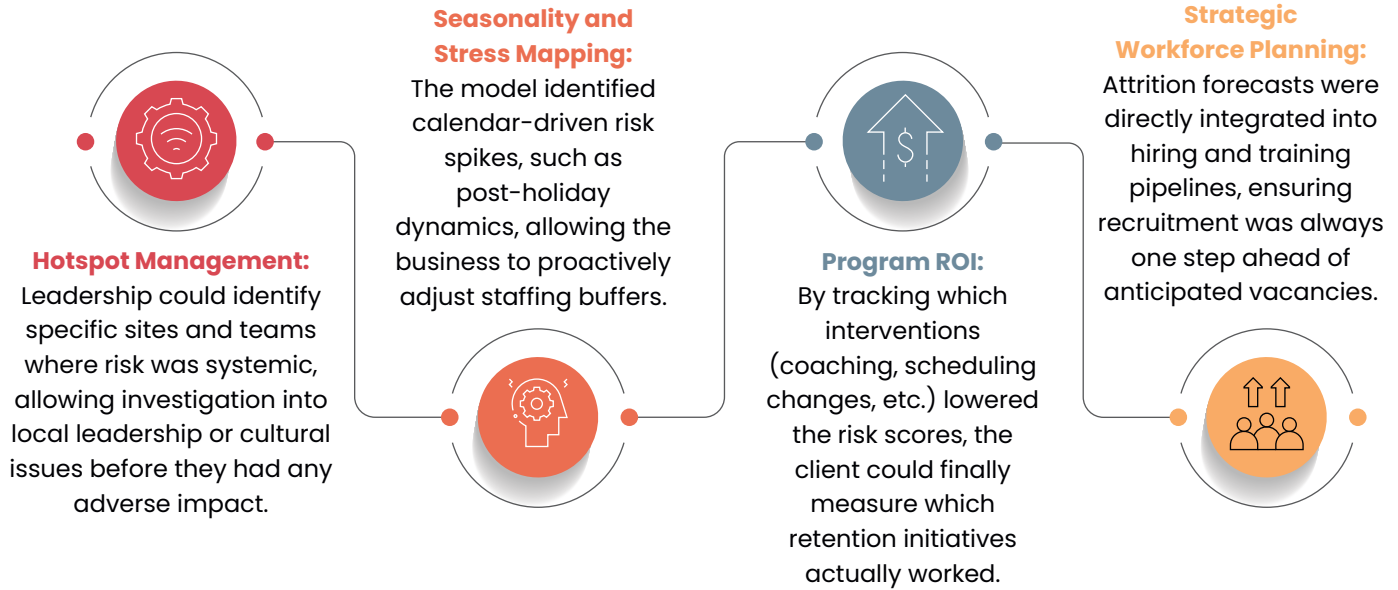 Hotspot Management:
Leadership could identify
specific sites and teams
where risk was systemic,
allowing investigation into
local leadership or cultural
issues before they had any
adverse impact.
Seasonality and
Stress Mapping:
The model identified
calendar-driven risk
spikes, such as
post-holiday
dynamics, allowing the
business to proactively
adjust staffing buffers.
$
Program ROI:
By tracking which
interventions
(coaching, scheduling
changes, etc.) lowered
the risk scores, the
client could finally
measure which
retention initiatives
actually worked.
Strategic
Workforce Planning:
Attrition forecasts were
directly integrated into
hiring and training
pipelines, ensuring
recruitment was always
one step ahead of
anticipated vacancies.